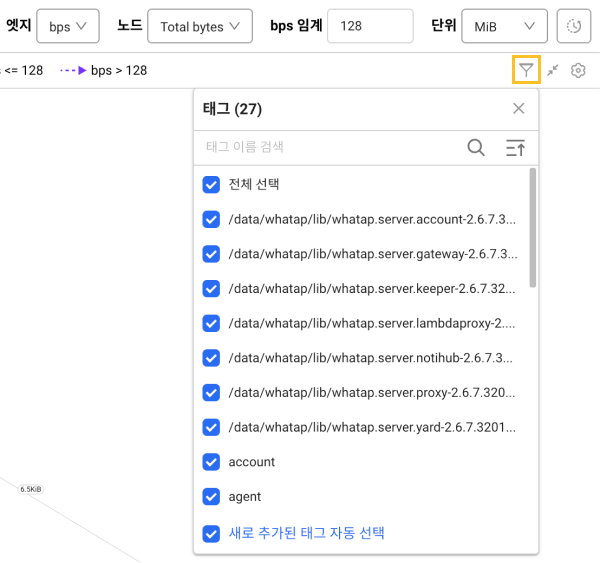 엣지 bps 노드 Total bytes bps 임계 128 단위 MiB
<= 128 bps > 128
태그 (27)
태그 이름 검색
전체 선택
/data/whatap/lib/whatap.server.account-2.6.7.3...
/data/whatap/lib/whatap.server.gateway-2.6.7.3...
/data/whatap/lib/whatap.server.keeper-2.6.7.32...
/data/whatap/lib/whatap.server.lambdaproxy-2....
/data/whatap/lib/whatap.server.notihub-2.6.7.3...
/data/whatap/lib/whatap.server.proxy-2.6.7.320...
/data/whatap/lib/whatap.server.yard-2.6.7.3201...
account
6.5KiB
agent
새로 추가된 태그 자동 선택